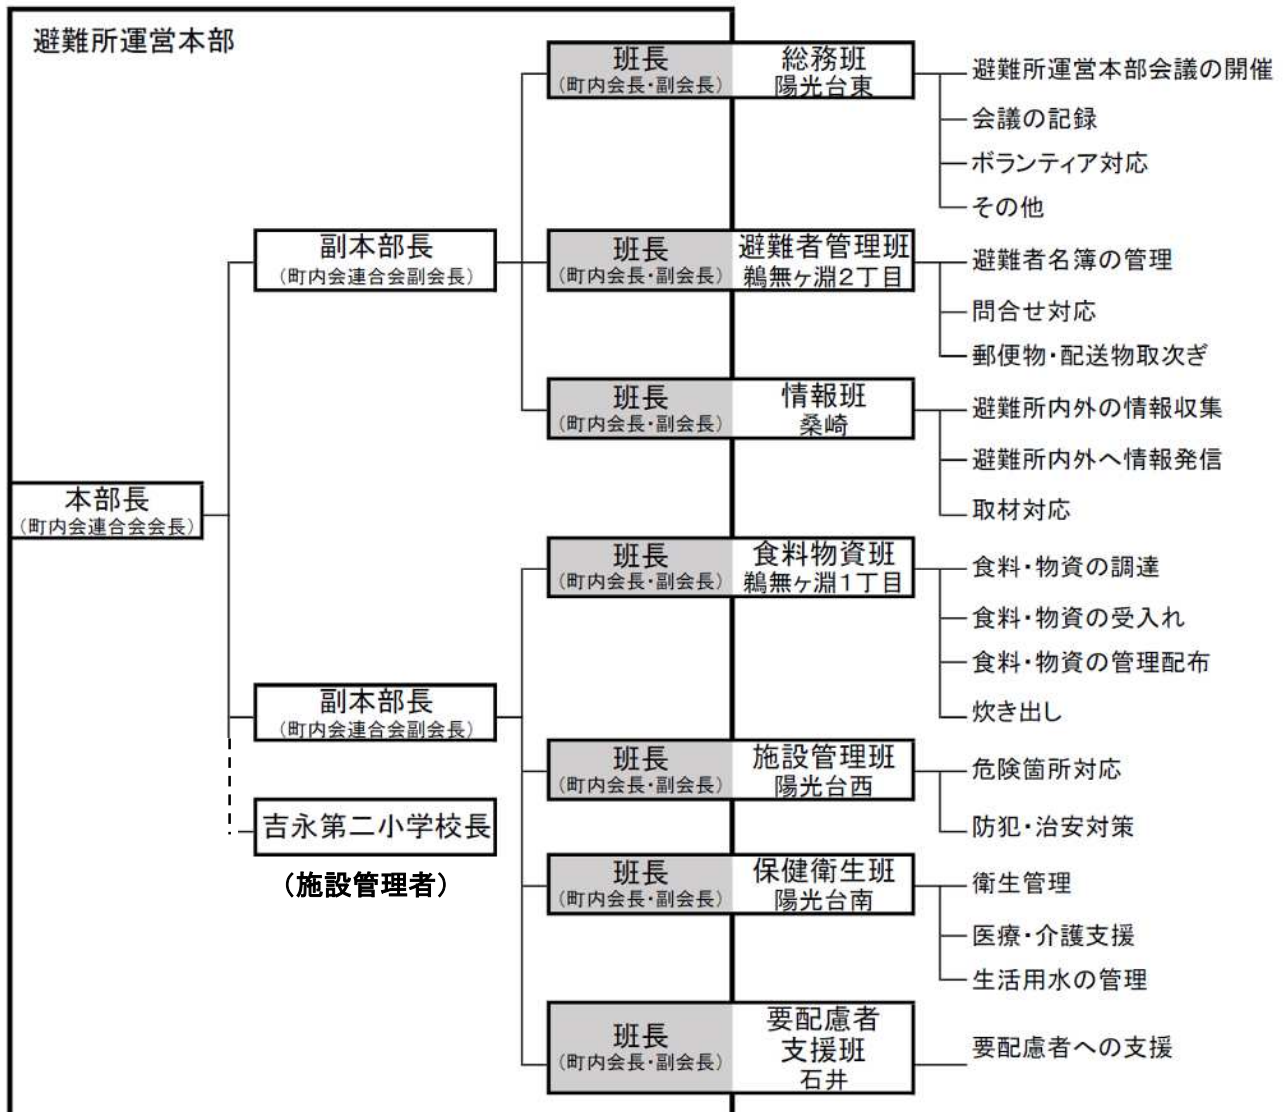 避難所運営本部
本部長
（町内会連合会会長）
副本部長
（町内会連合会副会長）
班長
（町内会長・副会長）
総務班
陽光台東
避難所運営本部会議の開催
会議の記録
ボランティア対応
その他
班長
（町内会長・副会長）
避難者管理班
鵜無ヶ淵２丁目
避難者名簿の管理
問合せ対応
郵便物・配送物取次ぎ
班長
（町内会長・副会長）
情報班
桑崎
避難所内外の情報収集
避難所内外へ情報発信
取材対応
副本部長
（町内会連合会副会長）
班長
（町内会長・副会長）
食料物資班
鵜無ヶ淵１丁目
食料・物資の調達
食料・物資の受入れ
食料・物資の管理配布
炊き出し
班長
（町内会長・副会長）
施設管理班
陽光台西
危険箇所対応
防犯・治安対策
班長
（町内会長・副会長）
保健衛生班
陽光台南
衛生管理
医療・介護支援
生活用水の管理
班長
（町内会長・副会長）
要配慮者
支援班
石井
要配慮者への支援
吉永第二小学校長
（施設管理者）